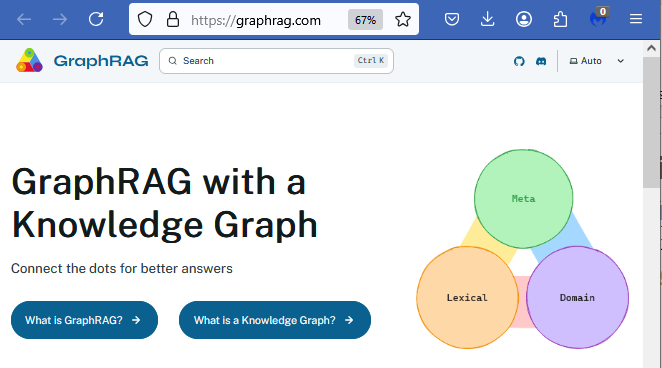 https://graphrag.com
67%
0
GraphRAG
Search
Ctrl K
Auto
GraphRAG with a
Knowledge Graph
Connect the dots for better answers
What is GraphRAG? →
What is a Knowledge Graph? →
Meta
Lexical
Domain